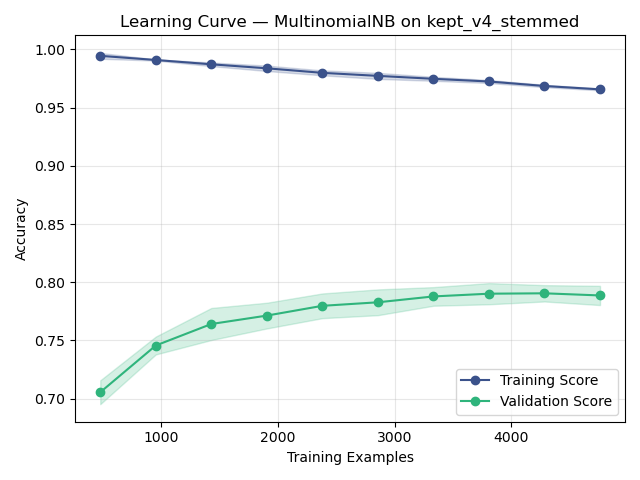 Learning Curve — MultinomialNB on kept_v4_stemmed
1.00
0.95
0.90
0.85
0.80
0.75
0.70
Accuracy
1000
2000
3000
4000
Training Examples
Training Score
Validation Score